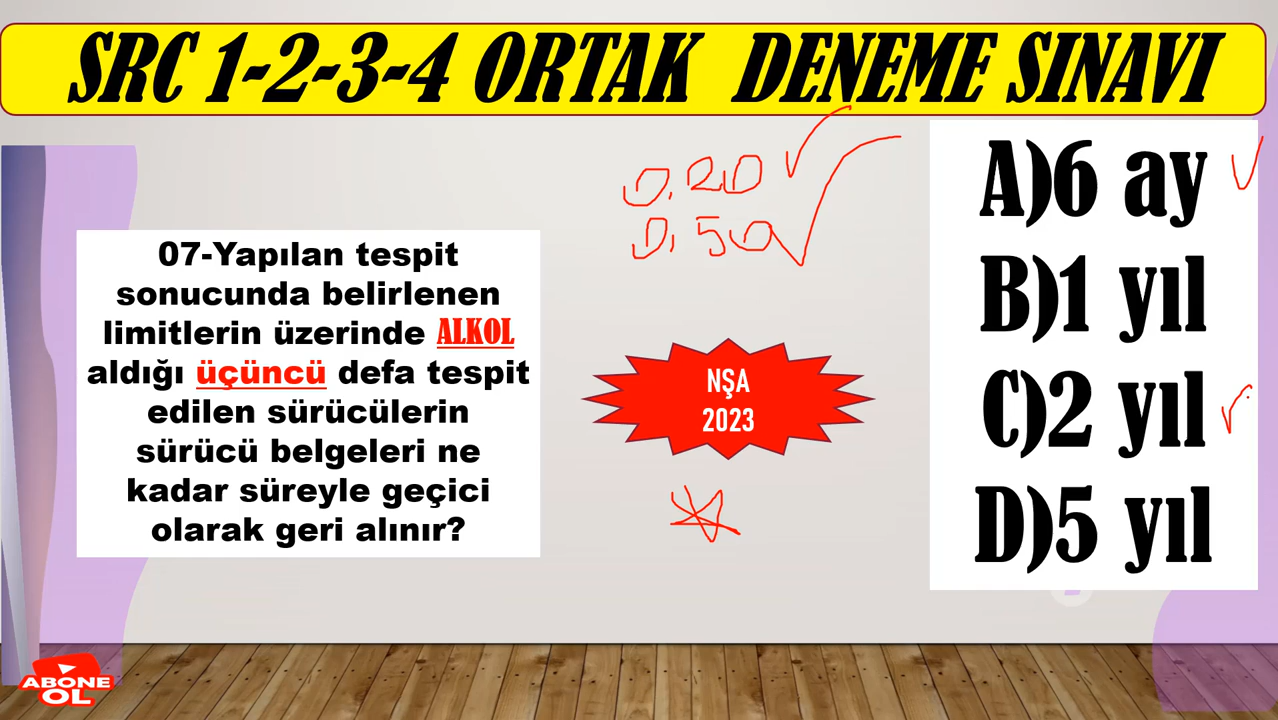 SRC 1-2-3-4 ORTAK DENEME SINAVI
0.20
0.50
07-Yapılan tespit
sonucunda belirlenen
limitlerin üzerinde ALKOL
aldığı üçüncü defa tespit
edilen sürücülerin
sürücü belgeleri ne
kadar süreyle geçici
olarak geri alınır?
NŞA
2023
A)6 ay
B)1 yıl
C)2 yıl
D)5 yıl
ABONE
OL